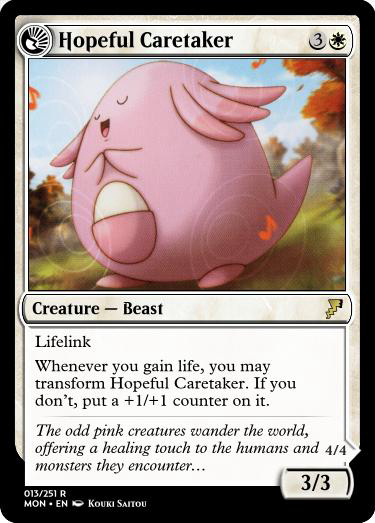 Hopeful Caretaker 3
Creature — Beast
Lifelink
Whenever you gain life, you may
transform Hopeful Caretaker. If you
don't, put a +1/+1 counter on it.
The odd pink creatures wander the world,
offering a healing touch to the humans and
monsters they encounter…
4/4
3/3
013/251 R
MON • EN Kouki Saitou